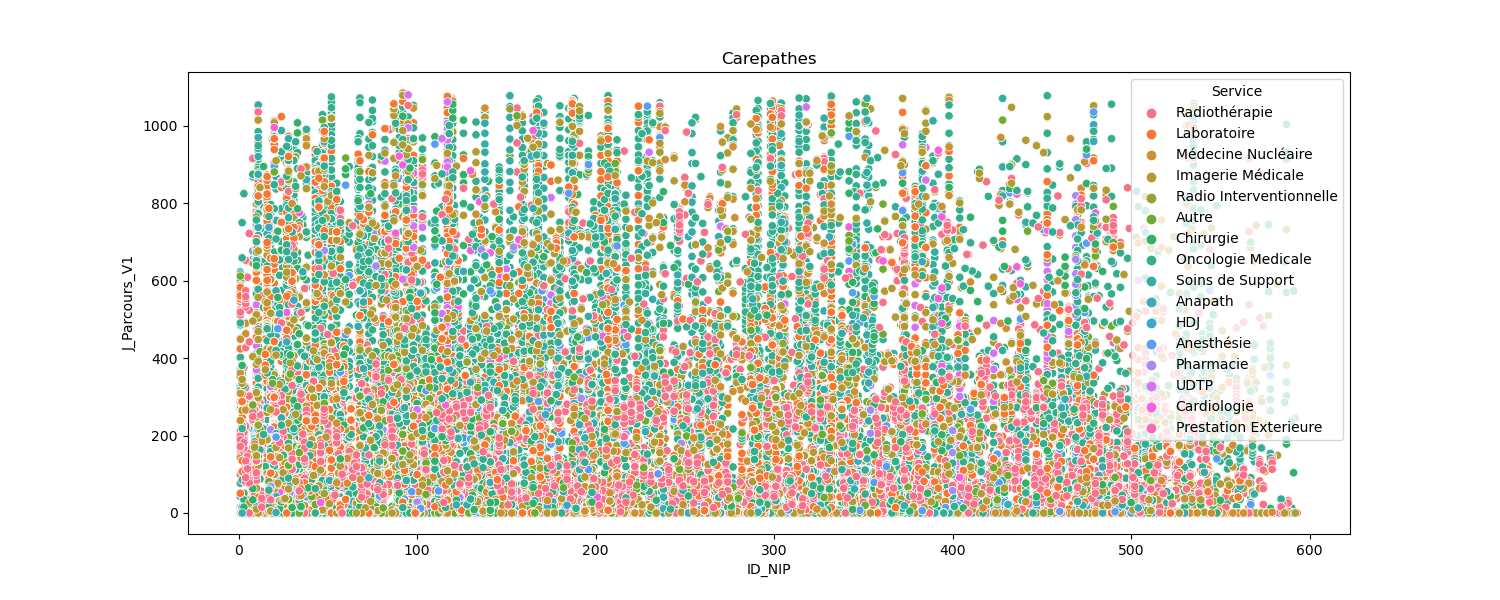 Carepathes
J_Parcours_V1
1000
800
600
400
200
0
0 100 200 300 400 500 600
ID_NIP
Service
Radiothérapie
Laboratoire
Médecine Nucléaire
Imagerie Médicale
Radio Interventionnelle
Autre
Chirurgie
Oncologie Medicale
Soins de Support
Anapath
HDJ
Anesthésie
Pharmacie
UDTP
Cardiologie
Prestation Exterieure